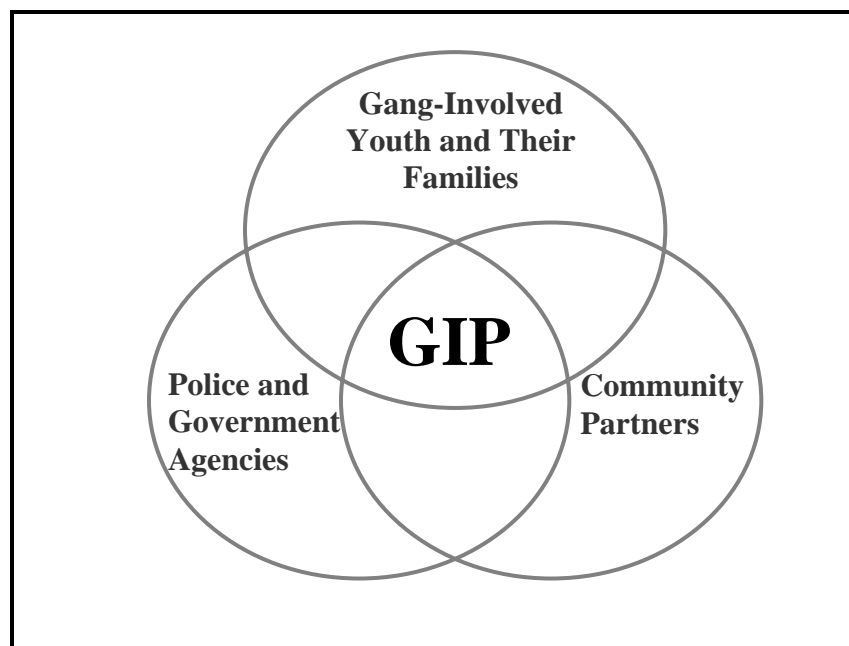 Gang-Involved
Youth and Their
Families
GIP
Police and
Government
Agencies
Community
Partners